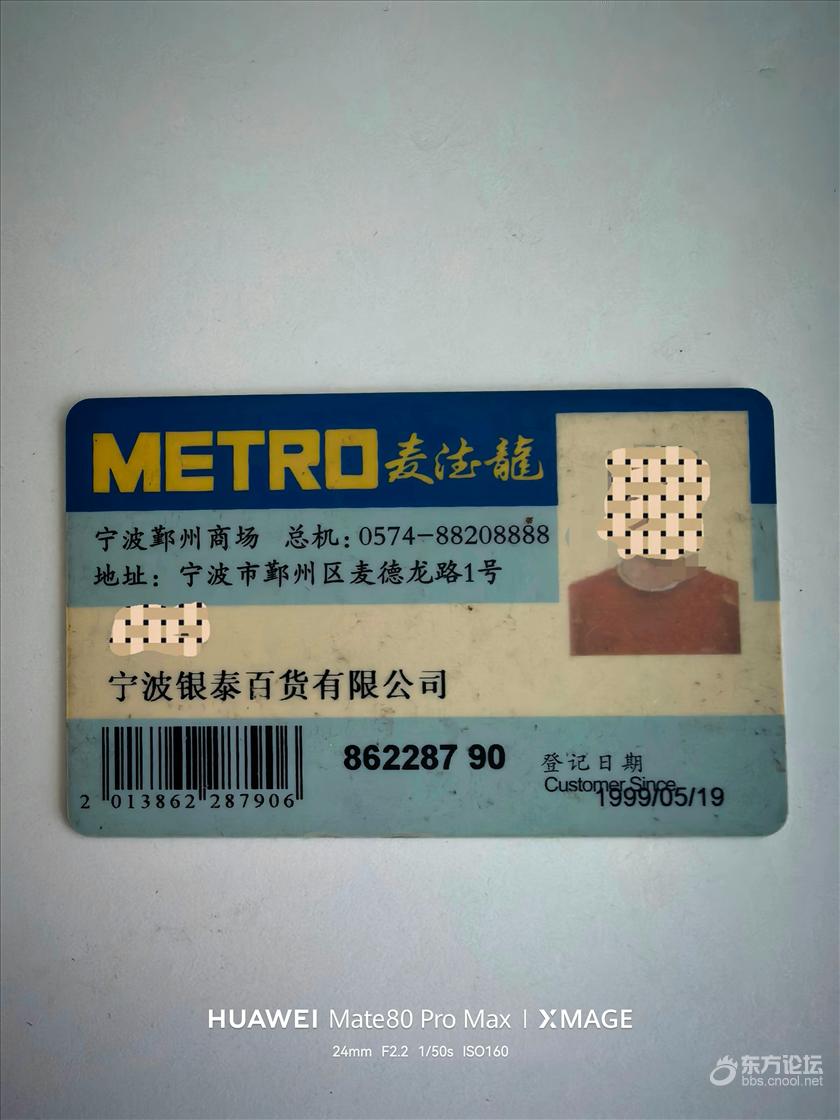 METRO 麦德龍
宁波鄞州商场 总机：0574-88208888
地址：宁波市鄞州区麦德龙路1号
宁波银泰百货有限公司
862287 90
登记日期
Customer Since
1999/05/19
2 013862 287906
HUAWEI Mate80 Pro Max | XMAGE
24mm F2.2 1/50s ISO160
东方论坛
bbs.cnool.net